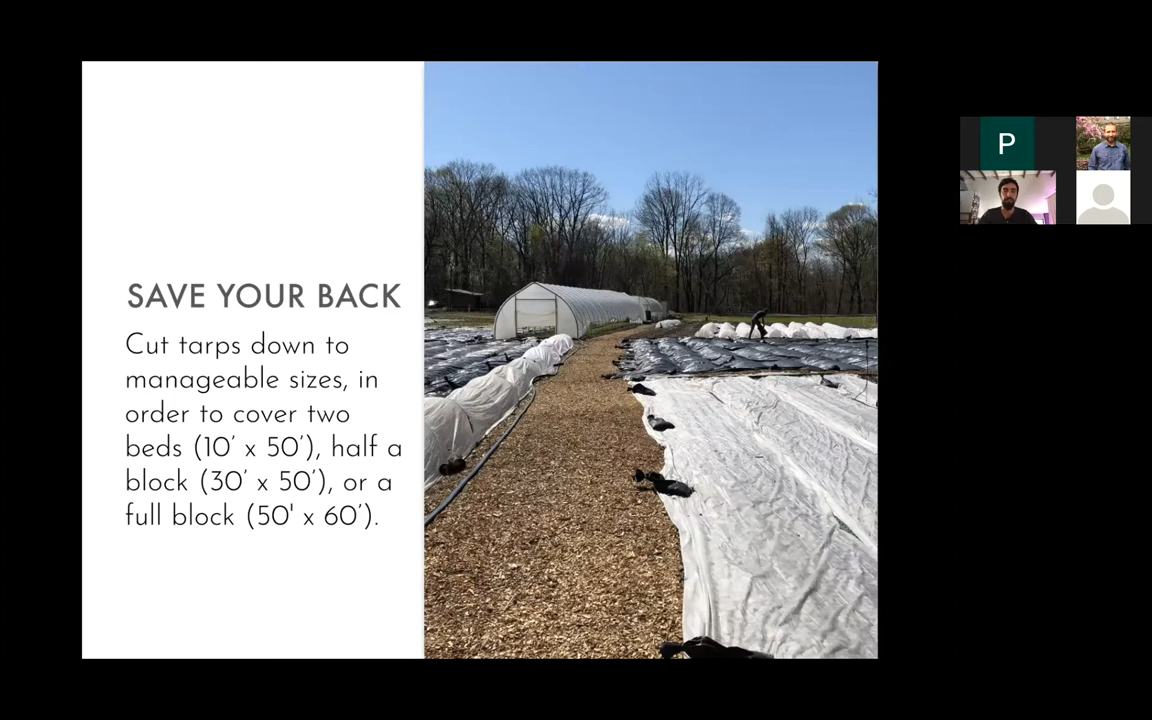 SAVE YOUR BACK
Cut tarps down to
manageable sizes, in
order to cover two
beds (10’ x 50’), half a
block (30’ x 50’), or a
full block (50' x 60’).
P